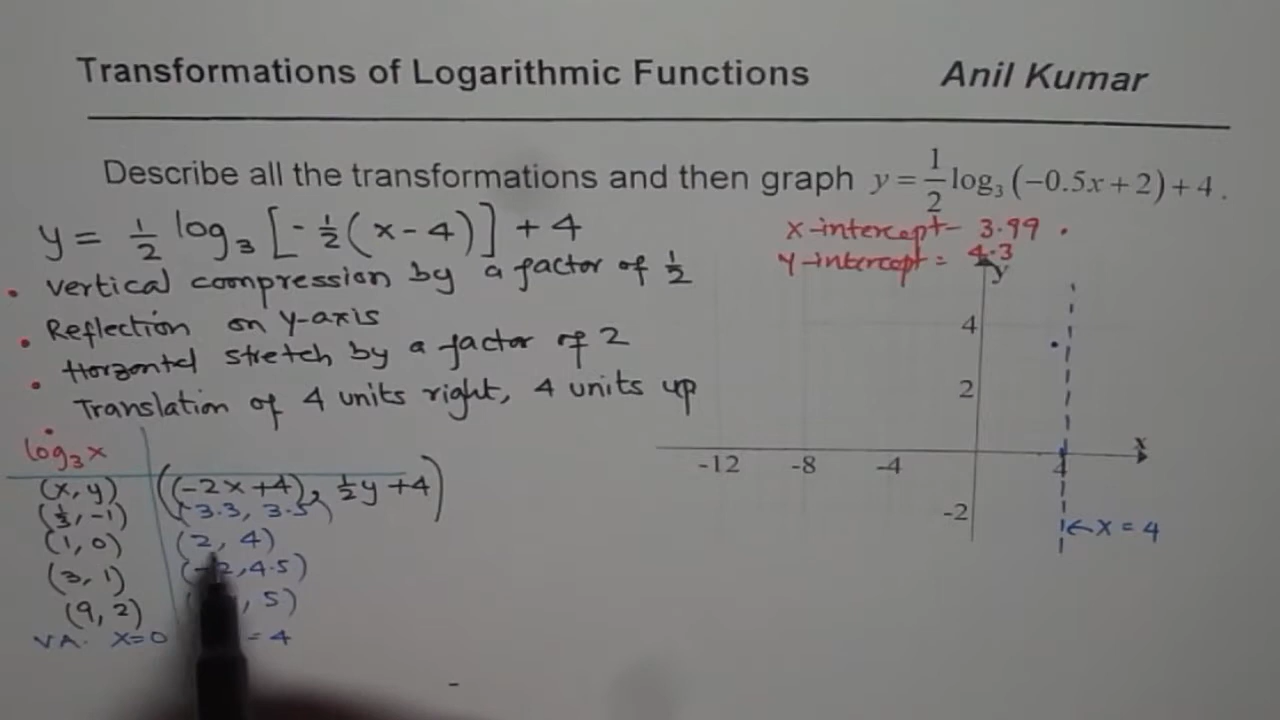 Transformations of Logarithmic Functions Anil Kumar
Describe all the transformations and then graph y = 1/2 log₃(−0.5x+2)+4.
y = 1/2 log₃ [-1/2(x-4)] + 4
x-intercept - 3.99
y-intercept = 4.3
• vertical compression by a factor of 1/2
• Reflection on y-axis
• Horzontal stretch by a factor of 2
• Translation of 4 units right, 4 units up
y
4
2
-12 -8 -4 4 x
-2
← x = 4
log₃x
(x, y) ((-2x+4), 1/2y +4)
(1/3, -1) (3.3, 3.5)
(1, 0) (2, 4)
(3, 1) (-2, 4.5)
(9, 2) ( , 5)
VA. x=0 = 4